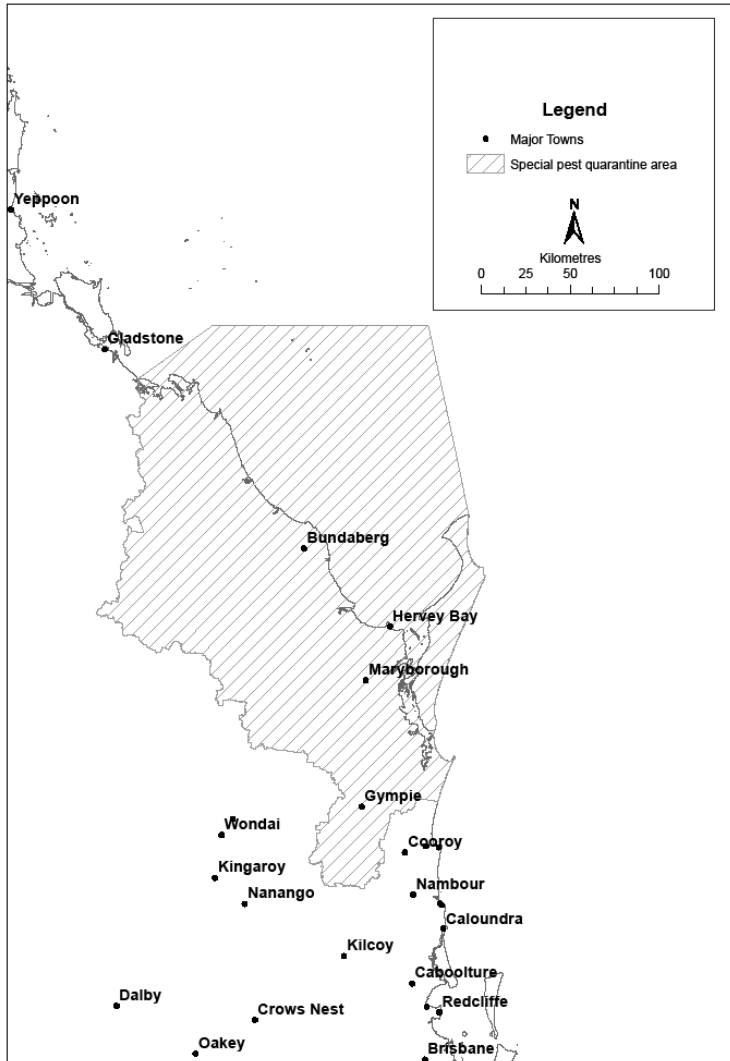 Legend
Major Towns
Special pest quarantine area
N
Kilometres
0 25 50 100
Yeppoon
Gladstone
Bundaberg
Hervey Bay
Maryborough
Gympie
Wondai
Cooroy
Kingaroy
Nambour
Nanango
Caloundra
Kilcoy
Caboolture
Dalby
Redcliffe
Crows Nest
Oakey
Brisbane